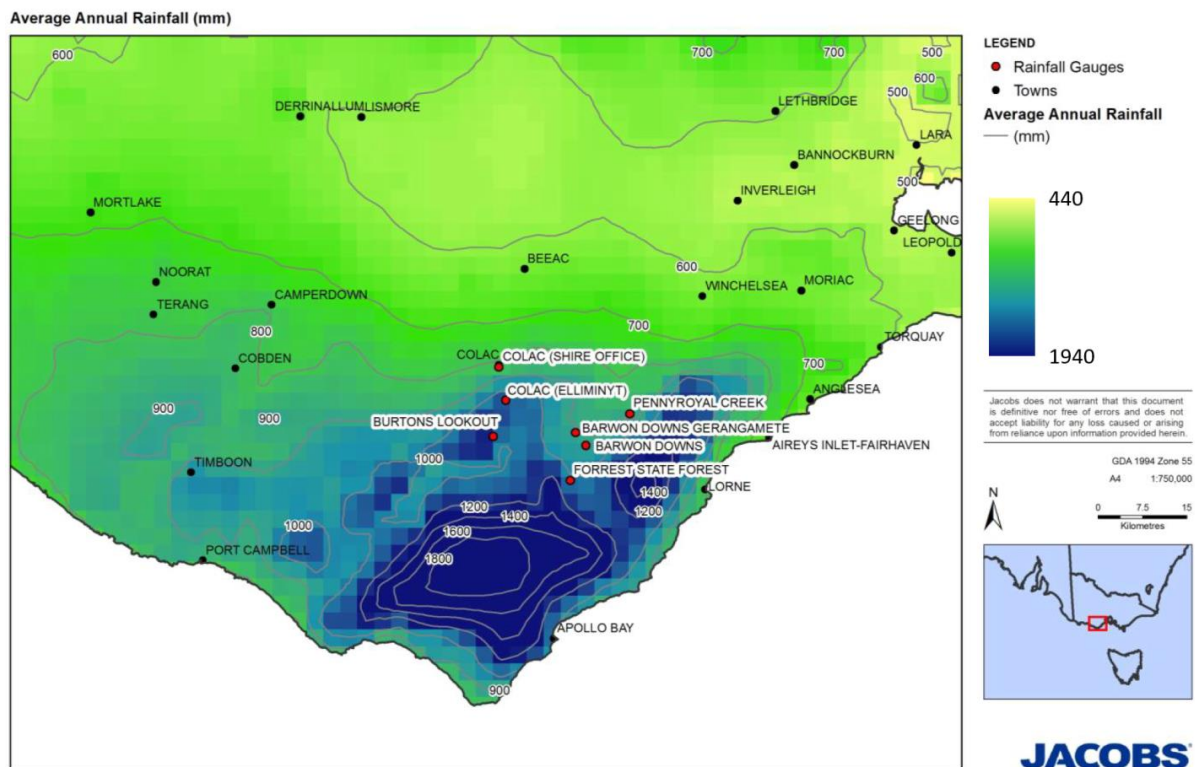 Average Annual Rainfall (mm)
600
700
700
500
600
500
DERRINALLUM
LISMORE
LETHBRIDGE
LARA
BANNOCKBURN
500
INVERLEIGH
MORTLAKE
GEELONG
LEOPOLD
BEEAC
600
NOORAT
WINCHELSEA
MORIAC
TERANG
CAMPERDOWN
800
700
TORQUAY
COBDEN
COLAC
COLAC (SHIRE OFFICE)
700
COLAC (ELLIMINYT)
ANGLESEA
900
900
PENNYROYAL CREEK
BURTONS LOOKOUT
BARWON DOWNS GERANGAMETE
BARWON DOWNS
AIREYS INLET-FAIRHAVEN
1000
TIMBOON
FORREST STATE FOREST
1400
LORNE
1200
1200
1400
1000
1600
PORT CAMPBELL
1800
APOLLO BAY
900
LEGEND
Rainfall Gauges
Towns
Average Annual Rainfall
(mm)
440
1940
Jacobs does not warrant that this document
is definitive nor free of errors and does not
accept liability for any loss caused or arising
from reliance upon information provided herein.
GDA 1994 Zone 55
A4 1:750,000
N
0 7.5 15
Kilometres
JACOBS